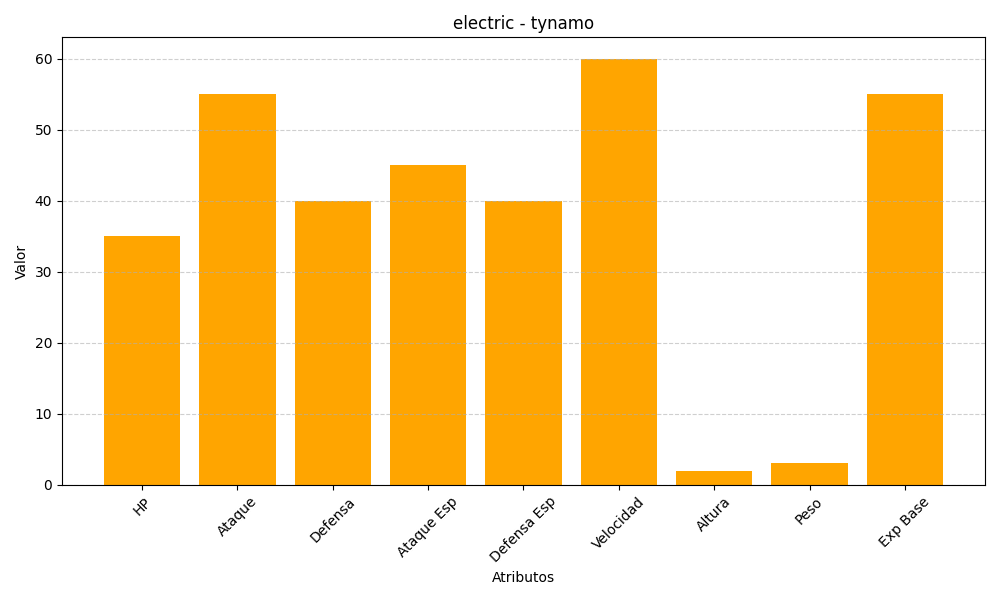 electric - tynamo
Valor
60
50
40
30
20
10
0
HP
Ataque
Defensa
Ataque Esp
Defensa Esp
Velocidad
Altura
Peso
Exp Base
Atributos